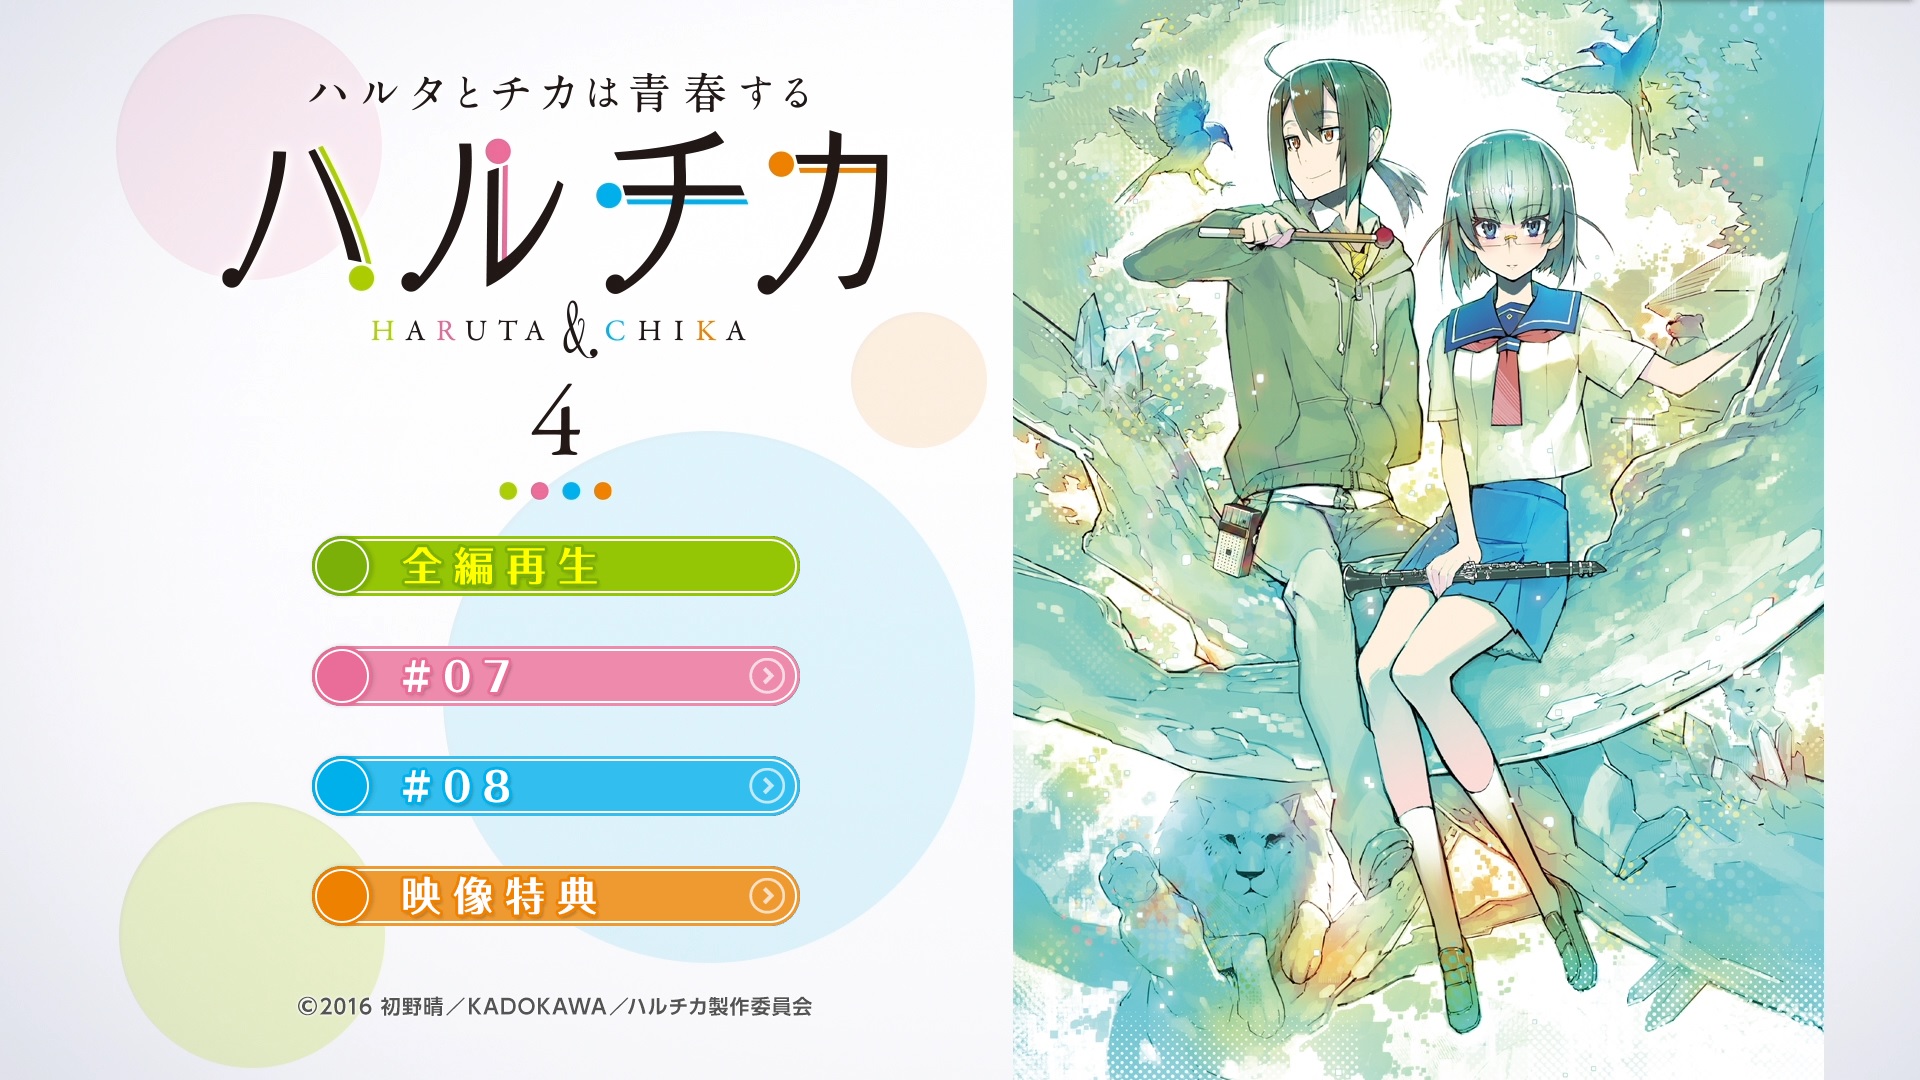 ハルタとチカは青春する
ハルチカ
HARUTA & CHIKA
4
全編再生
#07
#08
映像特典
©2016 初野晴／KADOKAWA／ハルチカ製作委員会